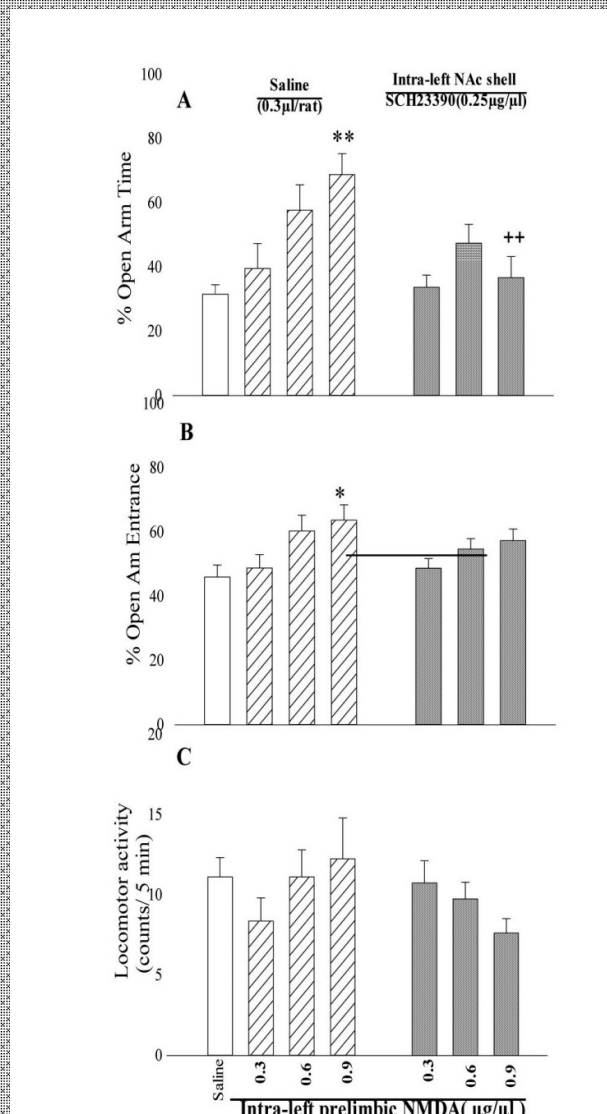 100
A
Saline
(0.3µl/rat)
Intra-left NAc shell
SCH23390(0.25µg/µl)
80
**
% Open Arm Time
60
++
40
20
0
100
B
80
*
% Open Am Entrance
60
40
20
0
20
C
15
Locomotor activity
(counts/ 5 min)
10
5
0
Saline
0.3
0.6
0.9
0.3
0.6
0.9
Intra-left prelimbic NMDA( µg/µl )